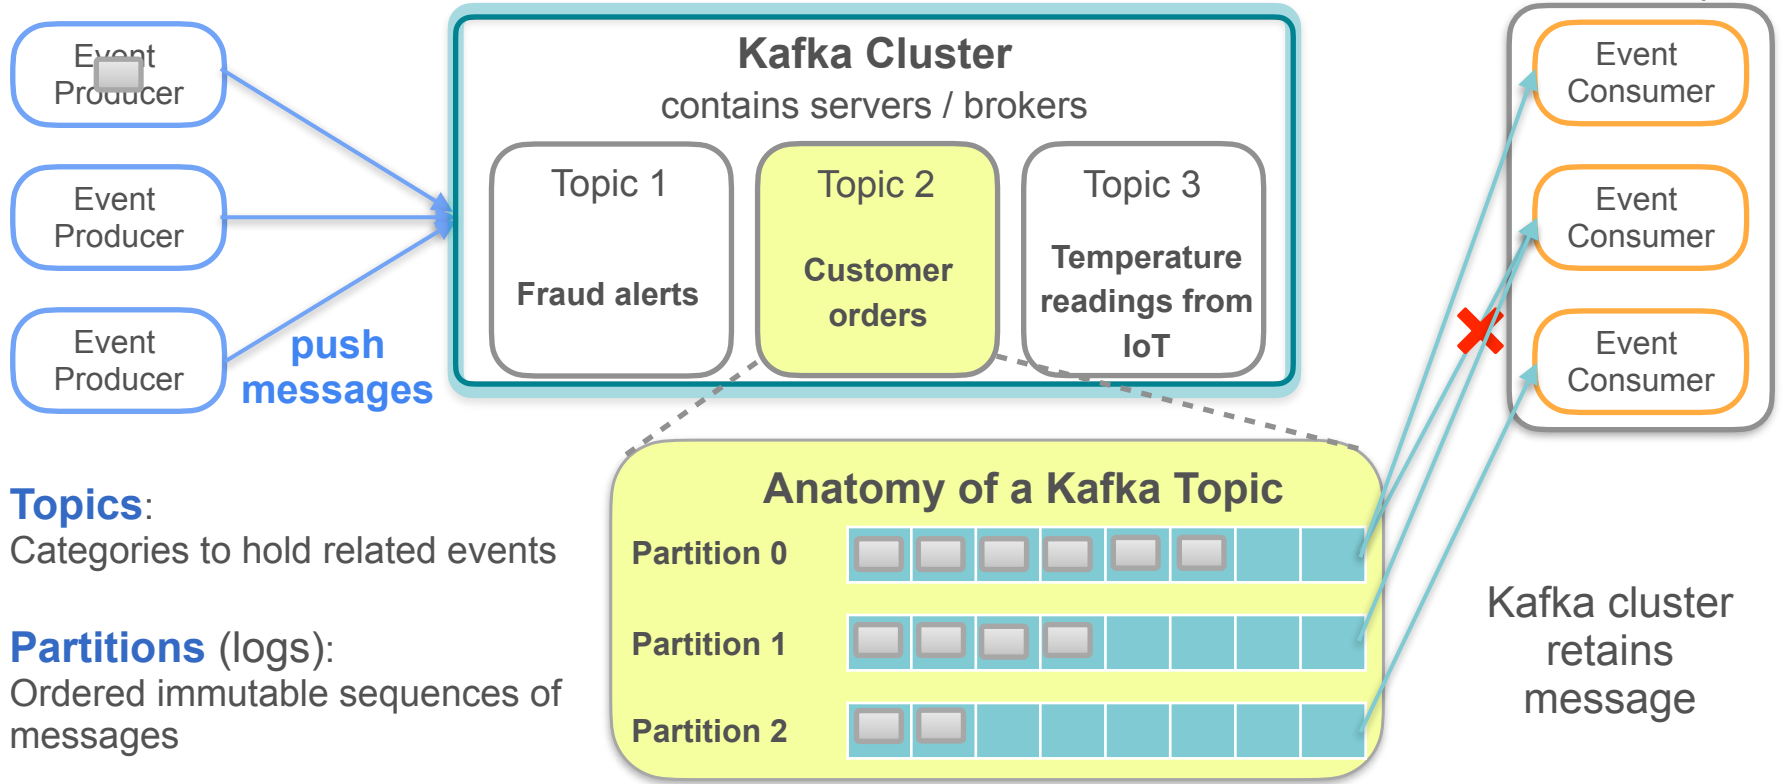 Event
Producer
Event
Producer
Event
Producer
push
messages
Kafka Cluster
contains servers / brokers
Topic 1
Fraud alerts
Topic 2
Customer
orders
Topic 3
Temperature
readings from
IoT
Event
Consumer
Event
Consumer
Event
Consumer
Topics:
Categories to hold related events
Partitions (logs):
Ordered immutable sequences of
messages
Anatomy of a Kafka Topic
Partition 0
Partition 1
Partition 2
Kafka cluster
retains
message